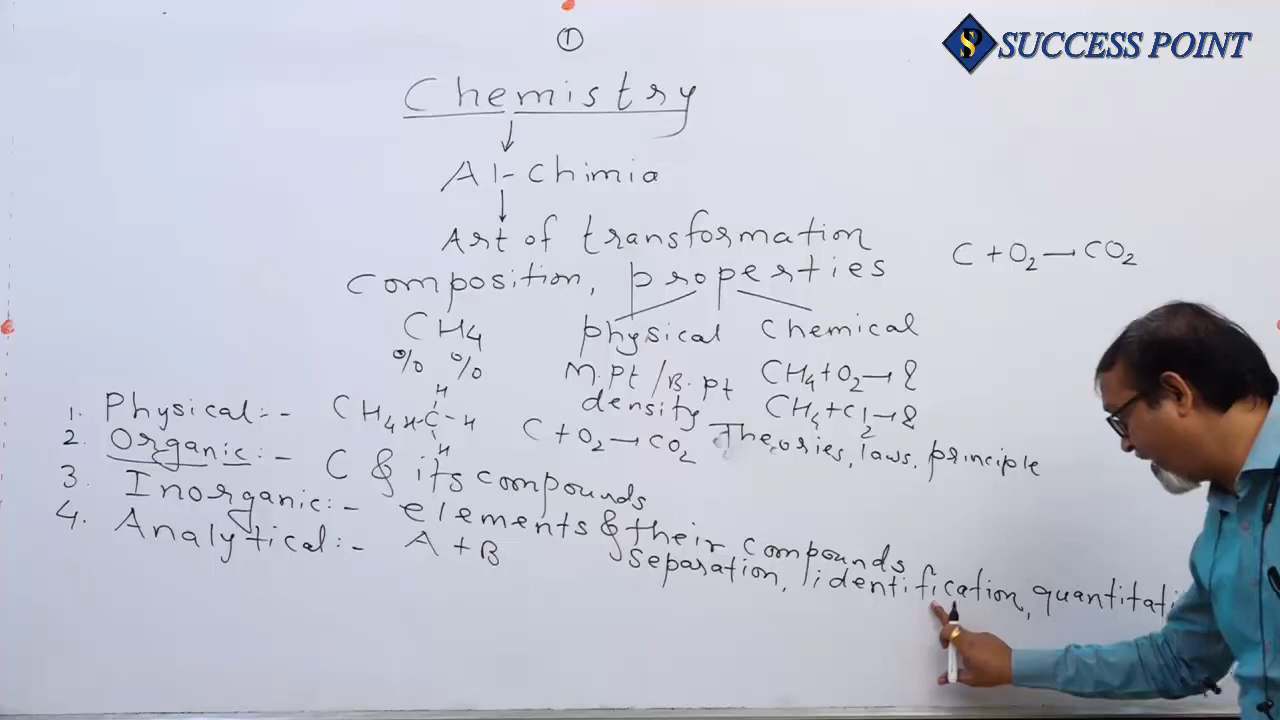 SP SUCCESS POINT
①
Chemistry
↓
Al-chimia
↓
Art of transformation
composition, properties
C + O₂ → CO₂
CH₄
% %
physical chemical
M.pt / B.pt
density
CH₄ + O₂ →
CH₄ + Cl₂ →
1. Physical :- CH₄
H
H-C-H
H
C + O₂ → CO₂ Theories, laws, principle
2. Organic :- C & its compounds
3. Inorganic :- elements & their compounds
4. Analytical :- A + B separation, identification,